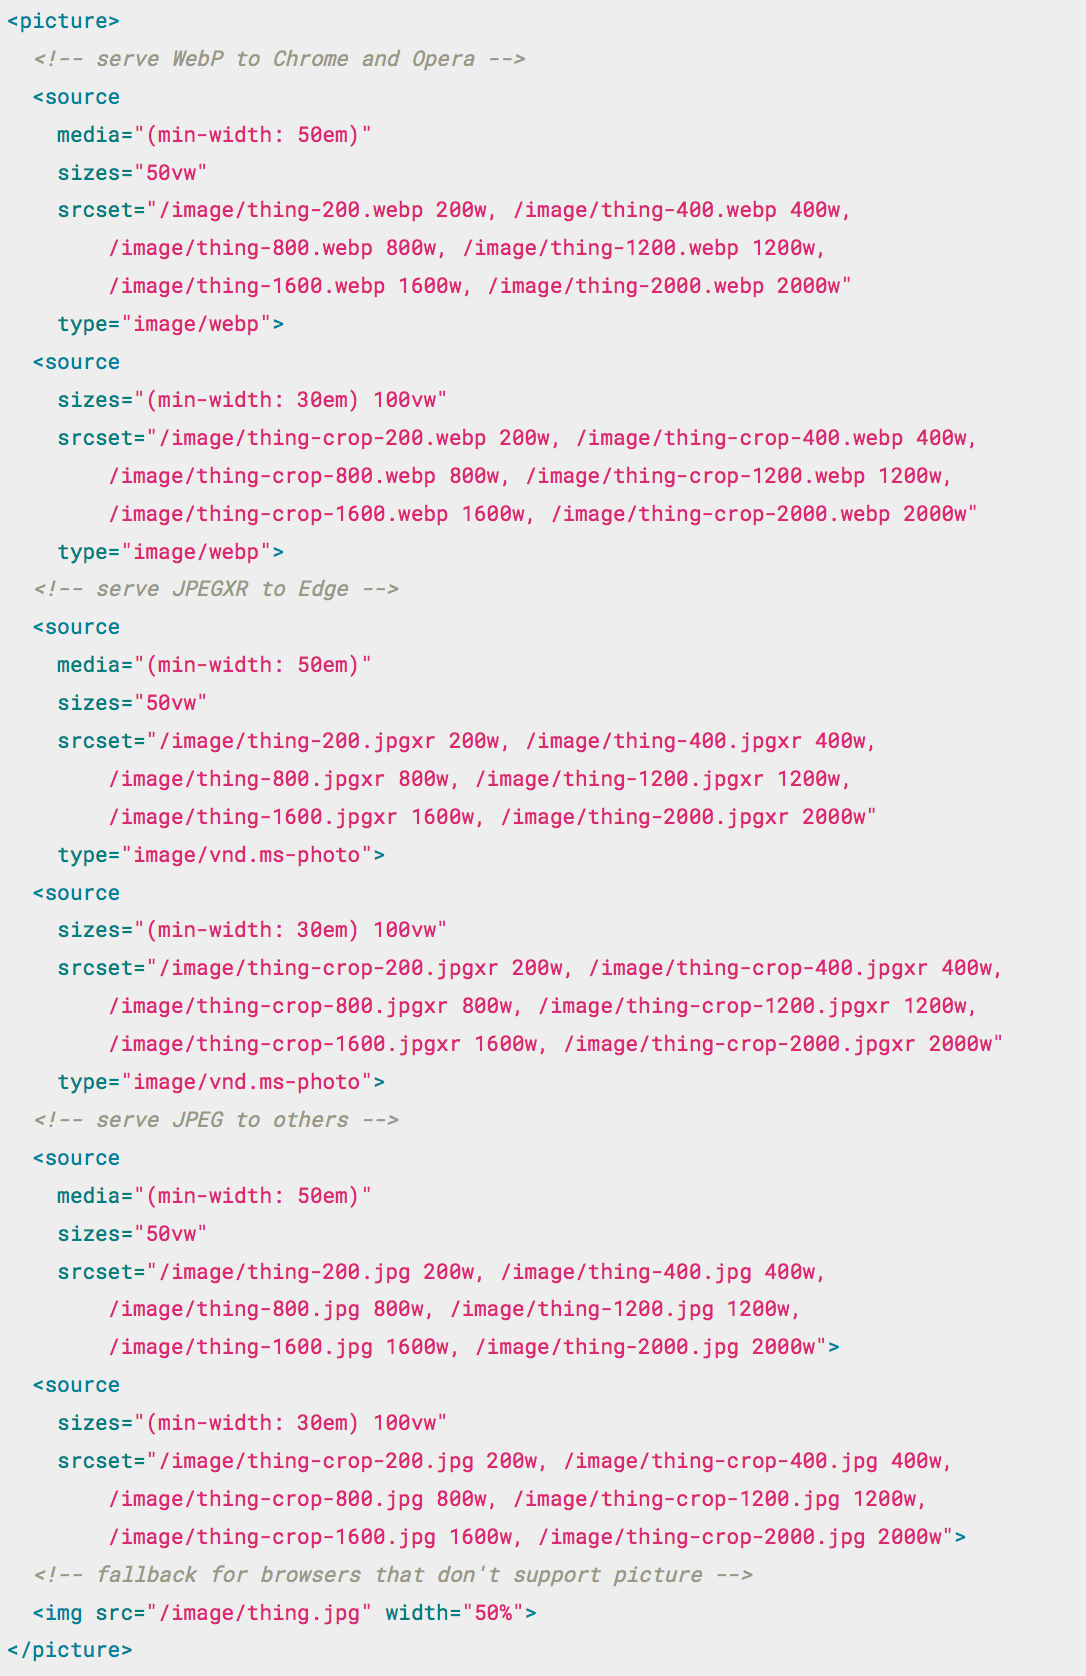 <picture>
<!-- serve WebP to Chrome and Opera -->
<source
media="(min-width: 50em)"
sizes="50vw"
srcset="/image/thing-200.webp 200w, /image/thing-400.webp 400w,
/image/thing-800.webp 800w, /image/thing-1200.webp 1200w,
/image/thing-1600.webp 1600w, /image/thing-2000.webp 2000w"
type="image/webp">
<source
sizes="(min-width: 30em) 100vw"
srcset="/image/thing-crop-200.webp 200w, /image/thing-crop-400.webp 400w,
/image/thing-crop-800.webp 800w, /image/thing-crop-1200.webp 1200w,
/image/thing-crop-1600.webp 1600w, /image/thing-crop-2000.webp 2000w"
type="image/webp">
<!-- serve JPEGXR to Edge -->
<source
media="(min-width: 50em)"
sizes="50vw"
srcset="/image/thing-200.jpgxr 200w, /image/thing-400.jpgxr 400w,
/image/thing-800.jpgxr 800w, /image/thing-1200.jpgxr 1200w,
/image/thing-1600.jpgxr 1600w, /image/thing-2000.jpgxr 2000w"
type="image/vnd.ms-photo">
<source
sizes="(min-width: 30em) 100vw"
srcset="/image/thing-crop-200.jpgxr 200w, /image/thing-crop-400.jpgxr 400w,
/image/thing-crop-800.jpgxr 800w, /image/thing-crop-1200.jpgxr 1200w,
/image/thing-crop-1600.jpgxr 1600w, /image/thing-crop-2000.jpgxr 2000w"
type="image/vnd.ms-photo">
<!-- serve JPEG to others -->
<source
media="(min-width: 50em)"
sizes="50vw"
srcset="/image/thing-200.jpg 200w, /image/thing-400.jpg 400w,
/image/thing-800.jpg 800w, /image/thing-1200.jpg 1200w,
/image/thing-1600.jpg 1600w, /image/thing-2000.jpg 2000w">
<source
sizes="(min-width: 30em) 100vw"
srcset="/image/thing-crop-200.jpg 200w, /image/thing-crop-400.jpg 400w,
/image/thing-crop-800.jpg 800w, /image/thing-crop-1200.jpg 1200w,
/image/thing-crop-1600.jpg 1600w, /image/thing-crop-2000.jpg 2000w">
<!-- fallback for browsers that don't support picture -->
<img src="/image/thing.jpg" width="50%">
</picture>